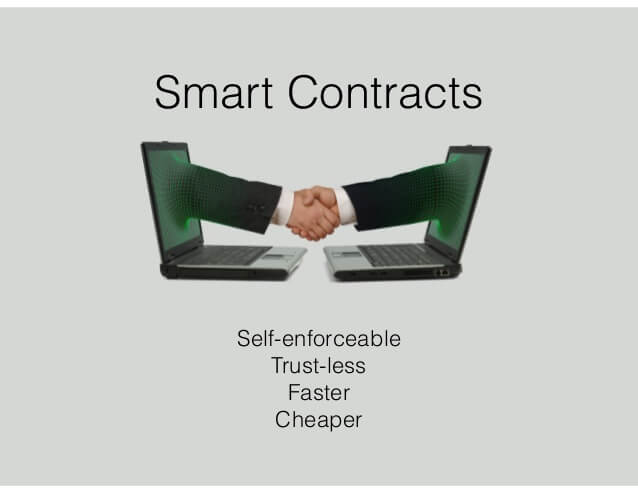 Smart Contracts
Self-enforceable
Trust-less
Faster
Cheaper